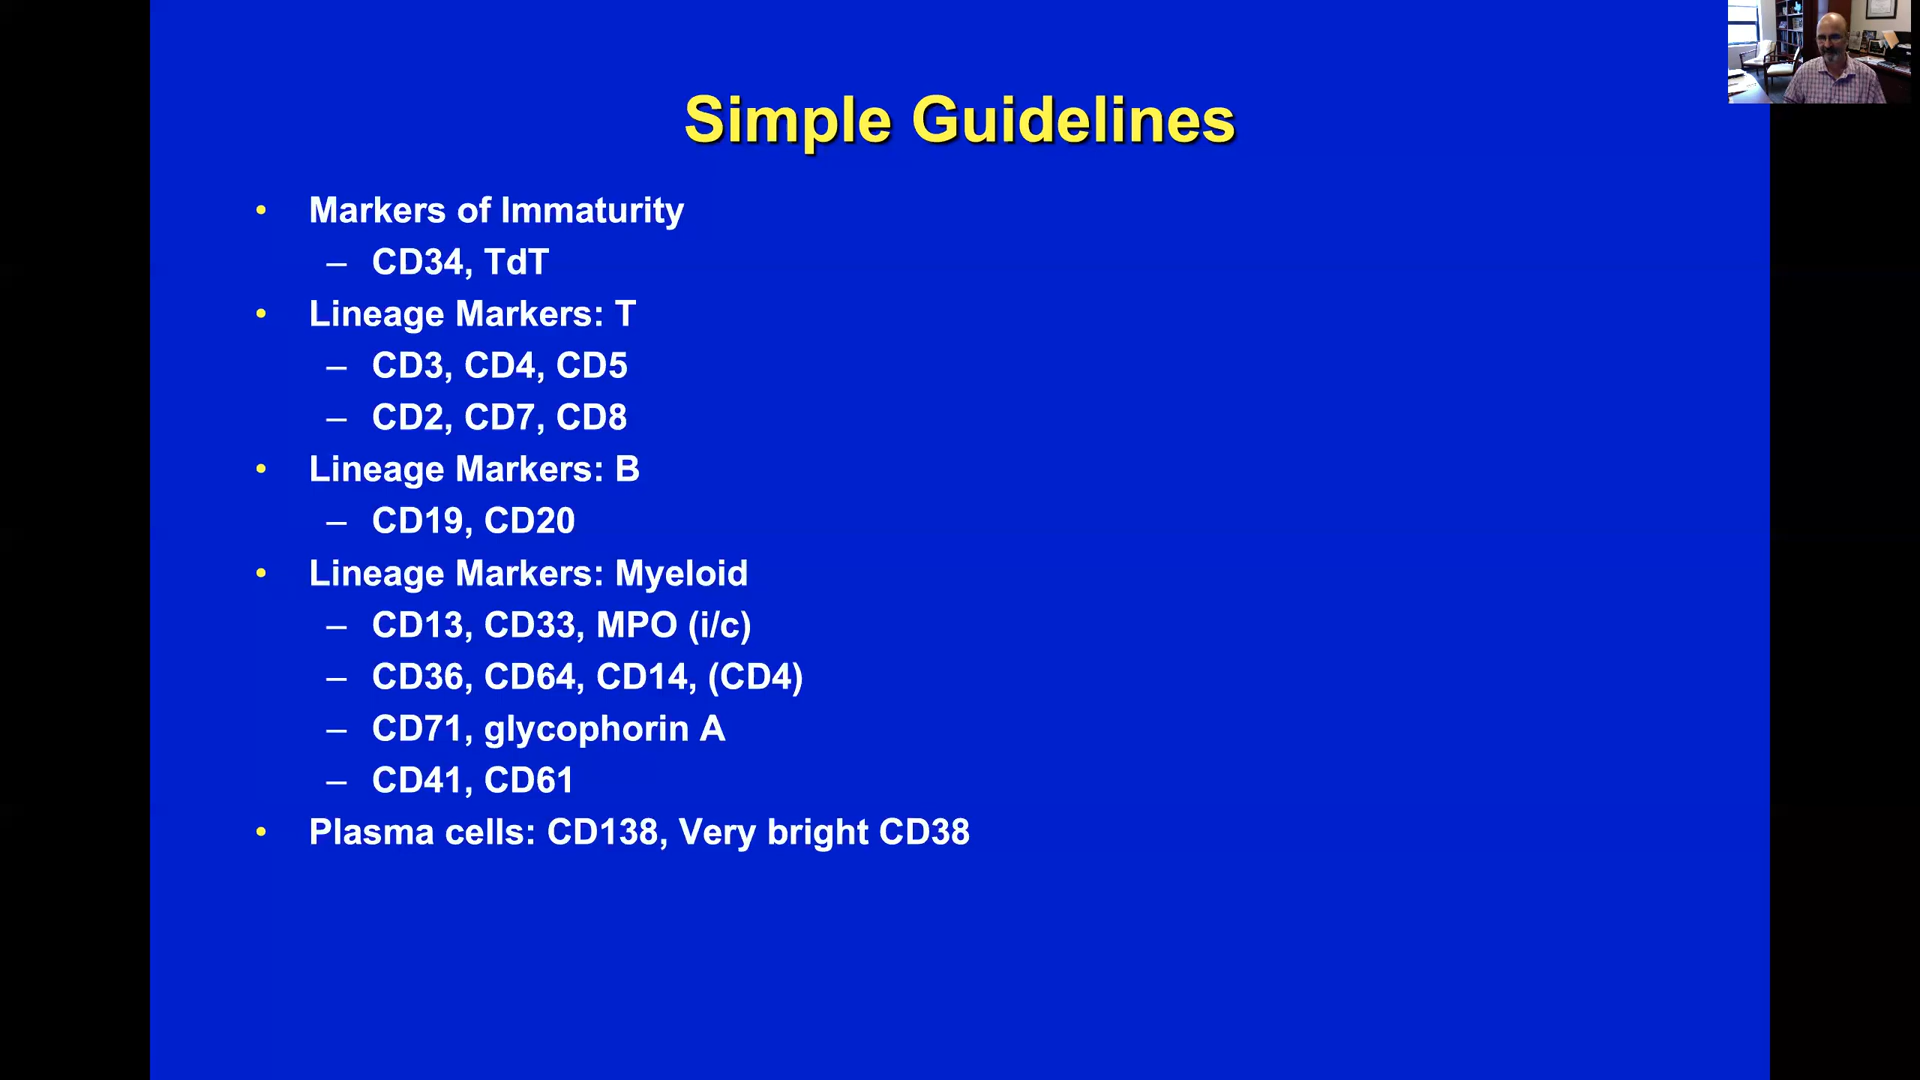 Simple Guidelines
• Markers of Immaturity
– CD34, TdT
• Lineage Markers: T
– CD3, CD4, CD5
– CD2, CD7, CD8
• Lineage Markers: B
– CD19, CD20
• Lineage Markers: Myeloid
– CD13, CD33, MPO (i/c)
– CD36, CD64, CD14, (CD4)
– CD71, glycophorin A
– CD41, CD61
• Plasma cells: CD138, Very bright CD38